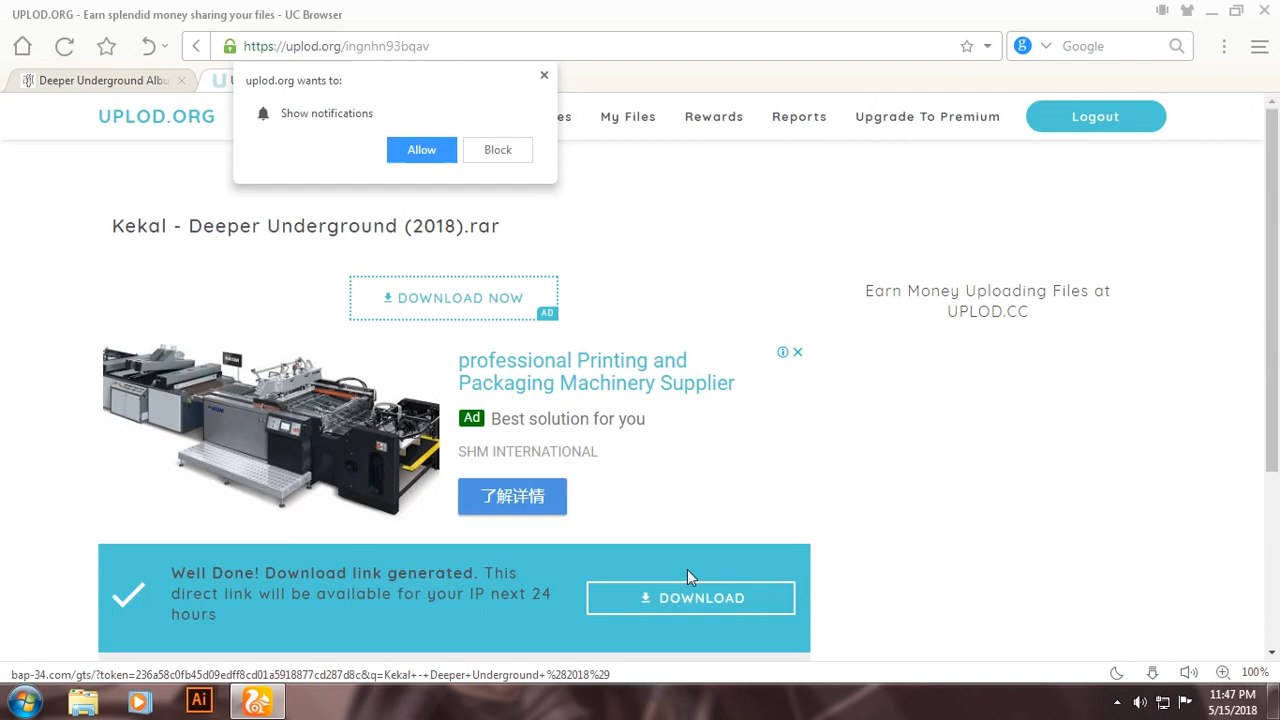 UPLOD.ORG - Earn splendid money sharing your files - UC Browser
https://uplod.org/ingnhn93bqav
Google
Deeper Underground Albu
uplod.org wants to:
Show notifications
Allow
Block
UPLOD.ORG
es
My Files
Rewards
Reports
Upgrade To Premium
Logout
Kekal - Deeper Underground (2018).rar
DOWNLOAD NOW
AD
Earn Money Uploading Files at
UPLOD.CC
professional Printing and
Packaging Machinery Supplier
Ad Best solution for you
SHM INTERNATIONAL
了解详情
Well Done! Download link generated. This
direct link will be available for your IP next 24
hours
DOWNLOAD
bap-34.com/gts/?token=236a58c0fb45d09edff8cd01a5918877cd287d8c&q=Kekal+-+Deeper+Underground+%282018%29
100%
Ai
11:47 PM
5/15/2018